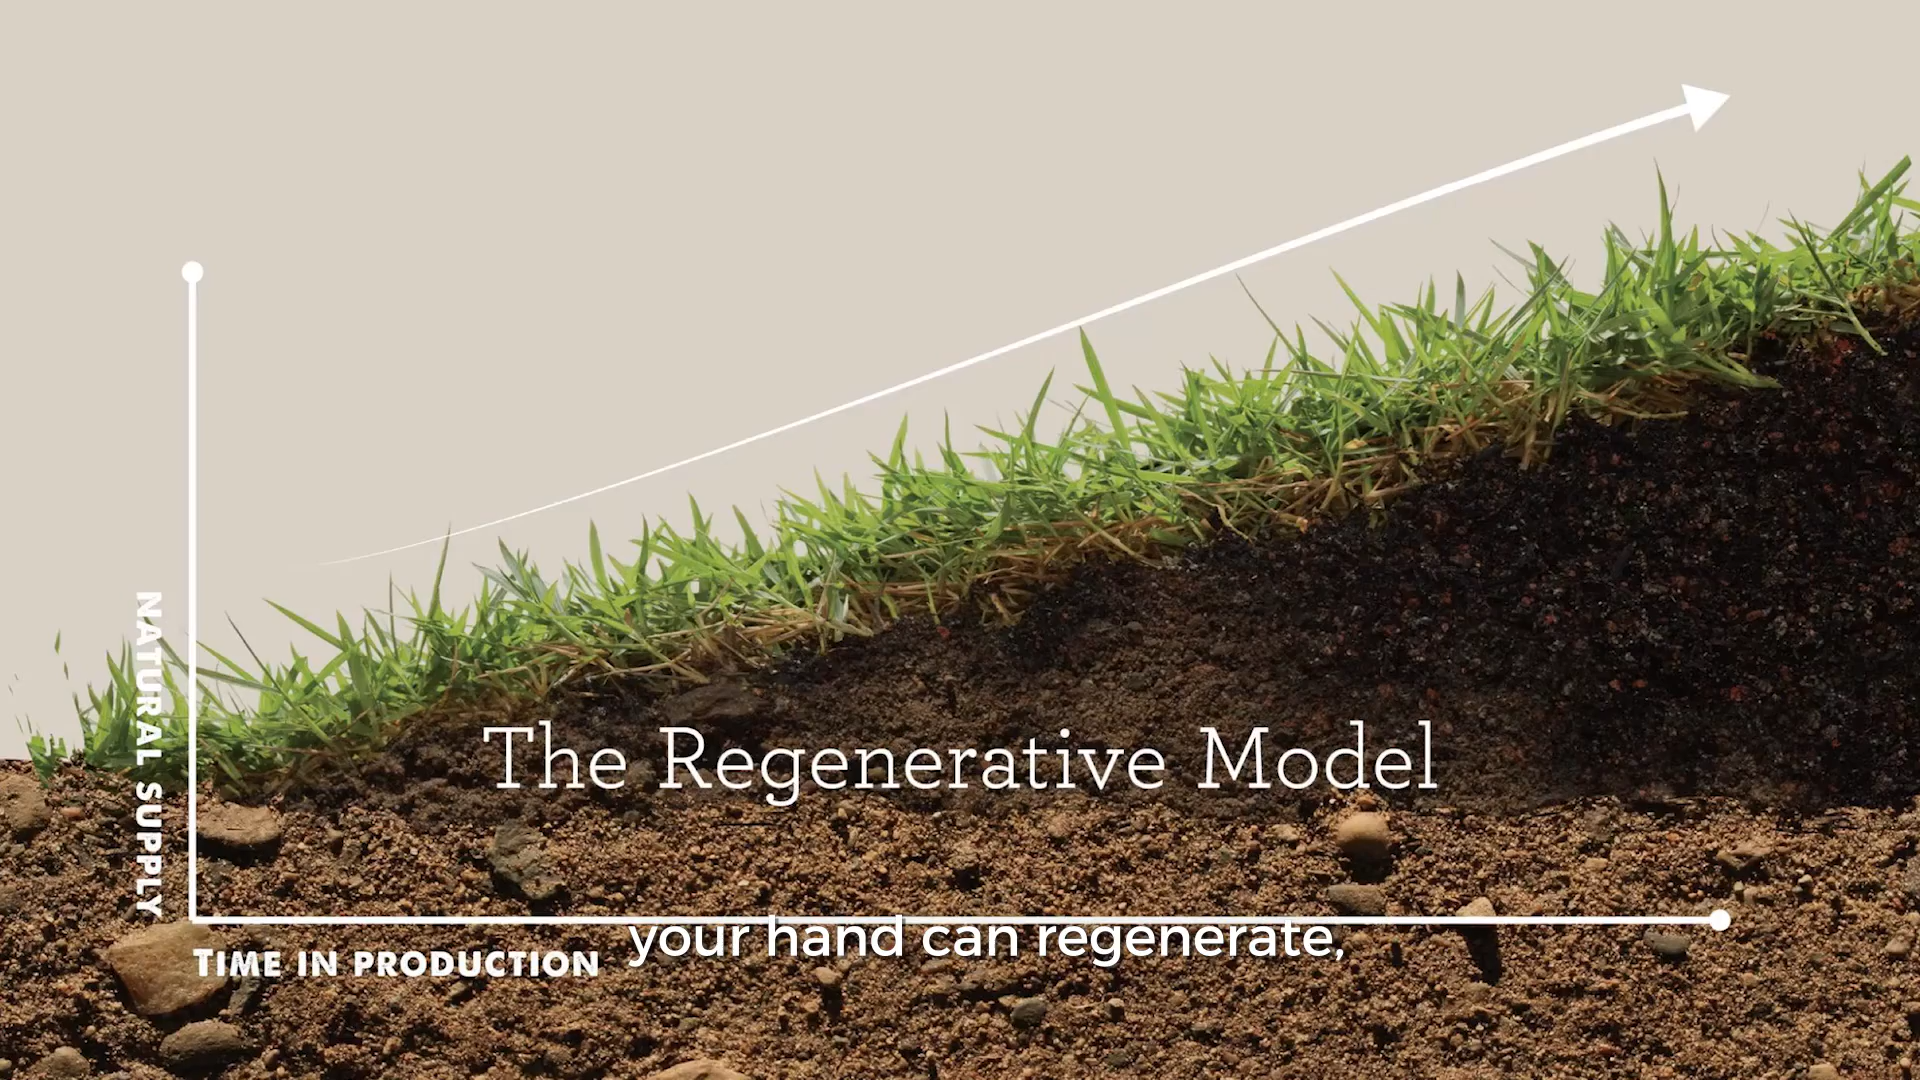 NATURAL SUPPLY
The Regenerative Model
your hand can regenerate,
TIME IN PRODUCTION